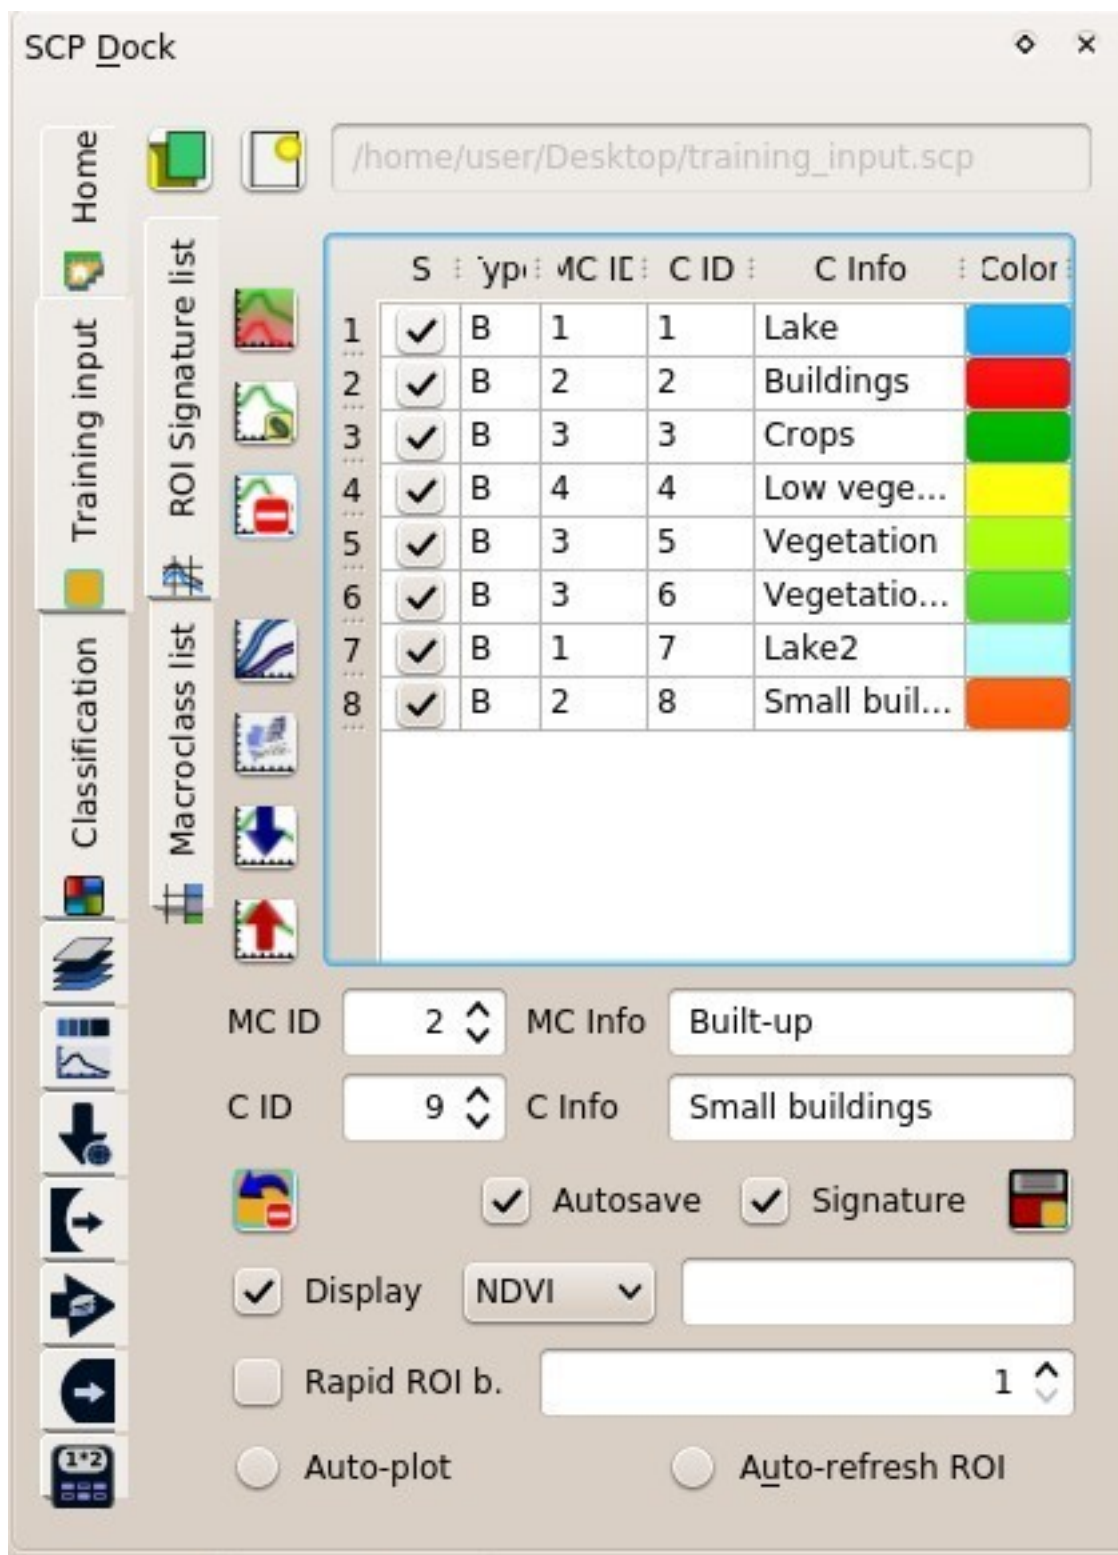 SCP Dock
Home
Training input
Classification
ROI Signature list
Macroclass list
/home/user/Desktop/training_input.scp
S MC ID C ID C Info Color
1 B 1 1 Lake
2 B 2 2 Buildings
3 B 3 3 Crops
4 B 4 4 Low vege...
5 B 3 5 Vegetation
6 B 3 6 Vegetatio...
7 B 1 7 Lake2
8 B 2 8 Small buil...
MC ID 2 MC Info Built-up
C ID 9 C Info Small buildings
Autosave Signature
Display NDVI
Rapid ROI b. 1
1*2
Auto-plot Auto-refresh ROI